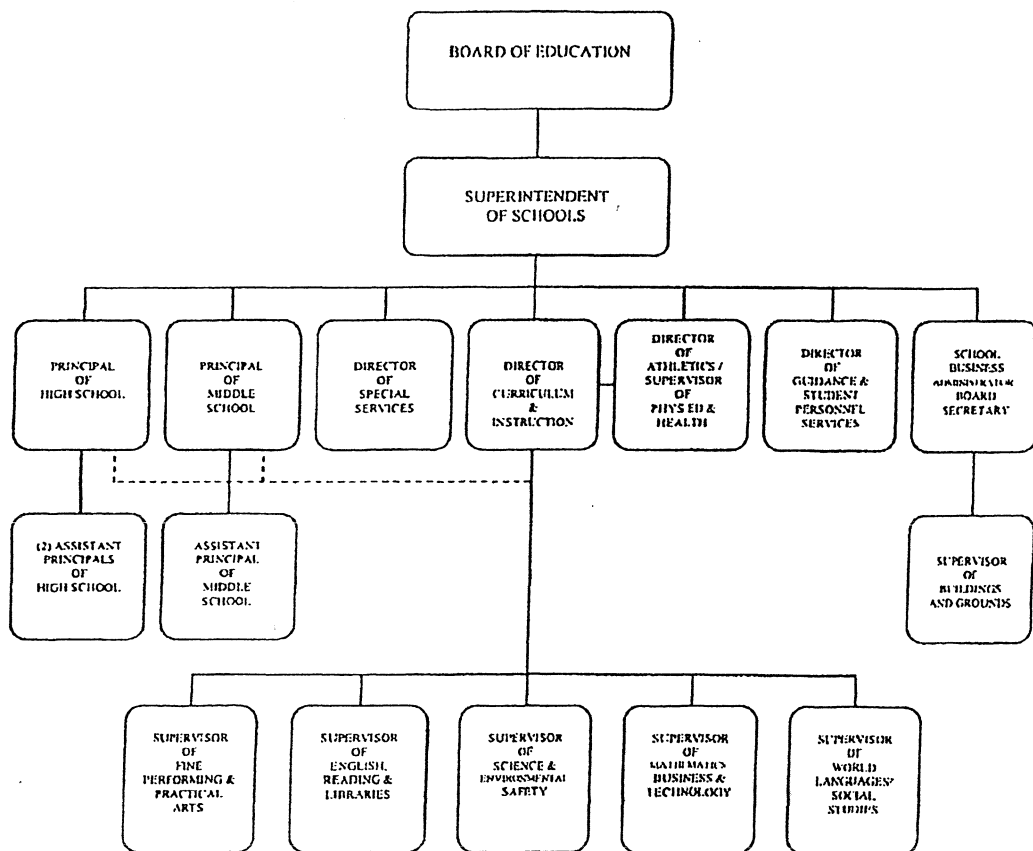 BOARD OF EDUCATION
SUPERINTENDENT
OF SCHOOLS
PRINCIPAL
OF
HIGH SCHOOL
PRINCIPAL
OF
MIDDLE
SCHOOL
DIRECTOR
OF
SPECIAL
SERVICES
DIRECTOR
OF
CURRICULUM
&
INSTRUCTION
DIRECTOR
OF
ATHLETICS /
SUPERVISOR
OF
PHYS ED &
HEALTH
DIRECTOR
OF
GUIDANCE &
STUDENT
PERSONNEL
SERVICES
SCHOOL
BUSINESS
ADMINISTRATOR
BOARD
SECRETARY
(2) ASSISTANT
PRINCIPALS
OF
HIGH SCHOOL
ASSISTANT
PRINCIPAL
OF
MIDDLE
SCHOOL
SUPERVISOR
OF
BUILDINGS
AND GROUNDS
SUPERVISOR
OF
FINE
PERFORMING &
PRACTICAL
ARTS
SUPERVISOR
OF
ENGLISH,
READING &
LIBRARIES
SUPERVISOR
OF
SCIENCE &
ENVIRONMENTAL
SAFETY
SUPERVISOR
OF
MATHEMATICS
BUSINESS &
TECHNOLOGY
SUPERVISOR
OF
WORLD
LANGUAGES/
SOCIAL
STUDIES